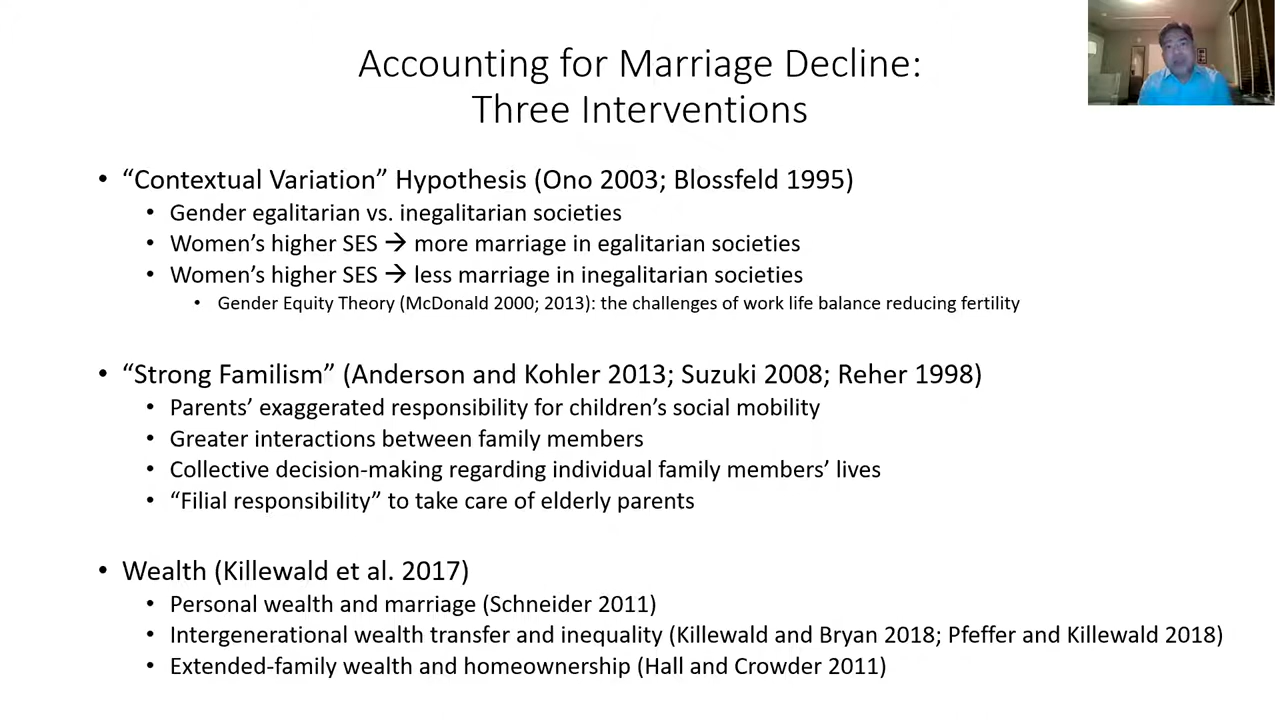 Accounting for Marriage Decline:
Three Interventions
• “Contextual Variation” Hypothesis (Ono 2003; Blossfeld 1995)
• Gender egalitarian vs. inegalitarian societies
• Women’s higher SES → more marriage in egalitarian societies
• Women’s higher SES → less marriage in inegalitarian societies
• Gender Equity Theory (McDonald 2000; 2013): the challenges of work life balance reducing fertility
• “Strong Familism” (Anderson and Kohler 2013; Suzuki 2008; Reher 1998)
• Parents’ exaggerated responsibility for children’s social mobility
• Greater interactions between family members
• Collective decision-making regarding individual family members’ lives
• “Filial responsibility” to take care of elderly parents
• Wealth (Killewald et al. 2017)
• Personal wealth and marriage (Schneider 2011)
• Intergenerational wealth transfer and inequality (Killewald and Bryan 2018; Pfeffer and Killewald 2018)
• Extended-family wealth and homeownership (Hall and Crowder 2011)